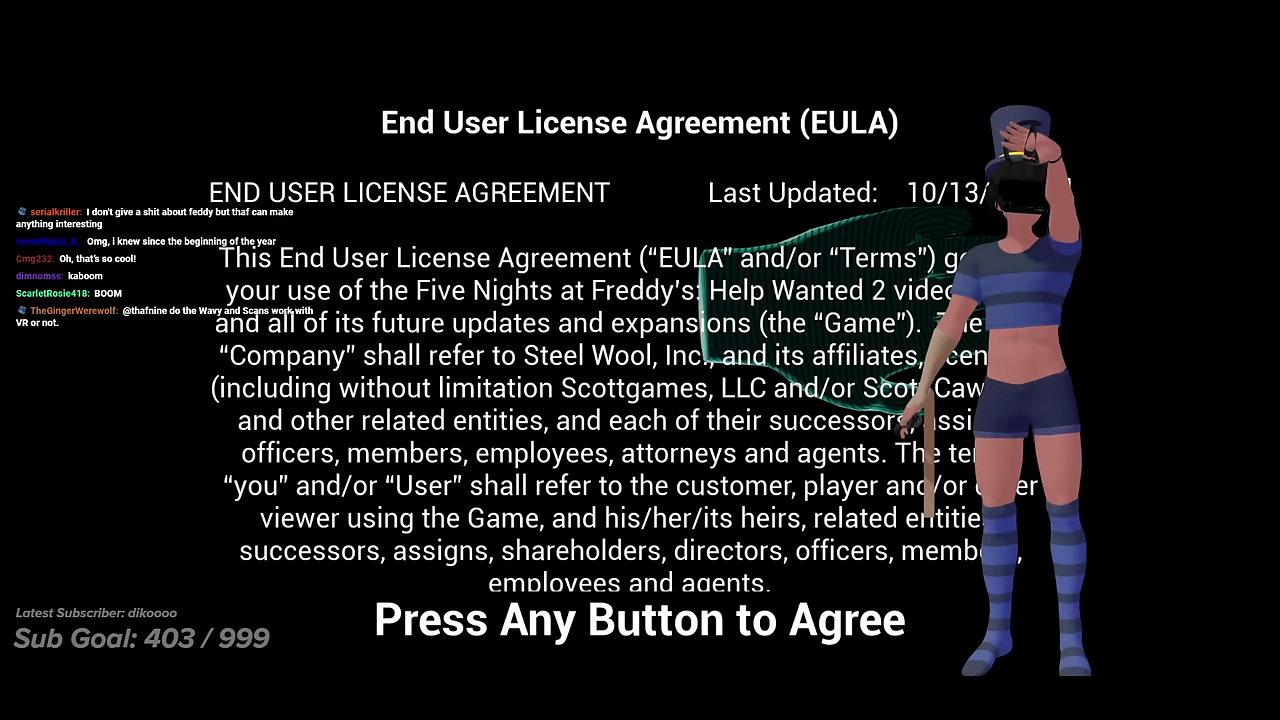 End User License Agreement (EULA)
END USER LICENSE AGREEMENT Last Updated: 10/13/
serialkiller: I don't give a shit about feddy but thaf can make
anything interesting
Omg, i knew since the beginning of the year
Cmg232: Oh, that's so cool!
dimnomss: kaboom
ScarletRosie418: BOOM
TheGingerWerewolf: @thafnine do the Wavy and Scans work with
VR or not.
This End User License Agreement (“EULA” and/or “Terms”)
your use of the Five Nights at Freddy's: Help Wanted 2
and all of its future updates and expansions (the “Game”).
“Company” shall refer to Steel Wool, Inc., and its affiliates,
(including without limitation Scottgames, LLC and/or Scott
and other related entities, and each of their successors,
officers, members, employees, attorneys and agents. The
“you” and/or “User” shall refer to the customer, player and/or
viewer using the Game, and his/her/its heirs, related
successors, assigns, shareholders, directors, officers,
employees and agents.
Press Any Button to Agree
Latest Subscriber: dikoooo
Sub Goal: 403 / 999